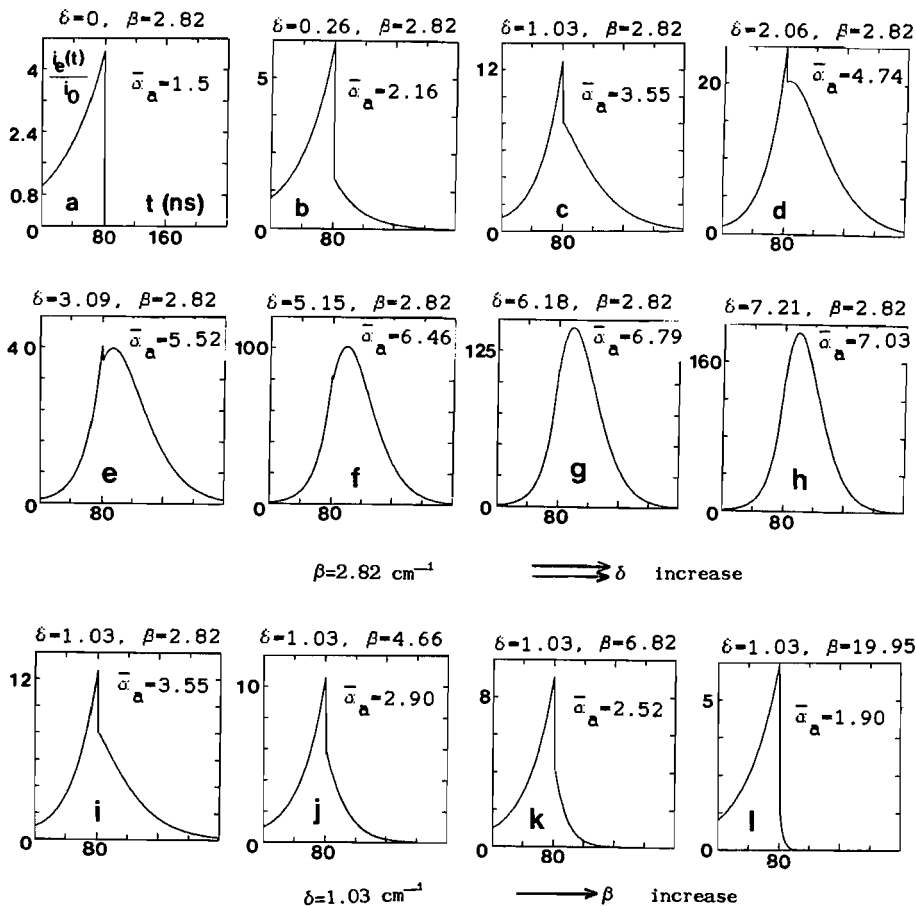 δ=0, β=2.82
δ=0.26, β=2.82
δ=1.03, β=2.82
δ=2.06, β=2.82
4
2.4
0.8
0
i_e(t)/i_0
ᾱ_a=1.5
a
t (ns)
80
160
5
0
ᾱ_a=2.16
b
80
12
0
ᾱ_a=3.55
c
80
20
0
ᾱ_a=4.74
d
80
δ=3.09, β=2.82
δ=5.15, β=2.82
δ=6.18, β=2.82
δ=7.21, β=2.82
40
0
ᾱ_a=5.52
e
80
100
0
ᾱ_a=6.46
f
80
125
0
ᾱ_a=6.79
g
80
160
0
ᾱ_a=7.03
h
80
β=2.82 cm⁻¹ δ increase
δ=1.03, β=2.82
δ=1.03, β=4.66
δ=1.03, β=6.82
δ=1.03, β=19.95
12
0
ᾱ_a=3.55
i
80
10
0
ᾱ_a=2.90
j
80
8
0
ᾱ_a=2.52
k
80
5
0
ᾱ_a=1.90
l
80
δ=1.03 cm⁻¹ β increase